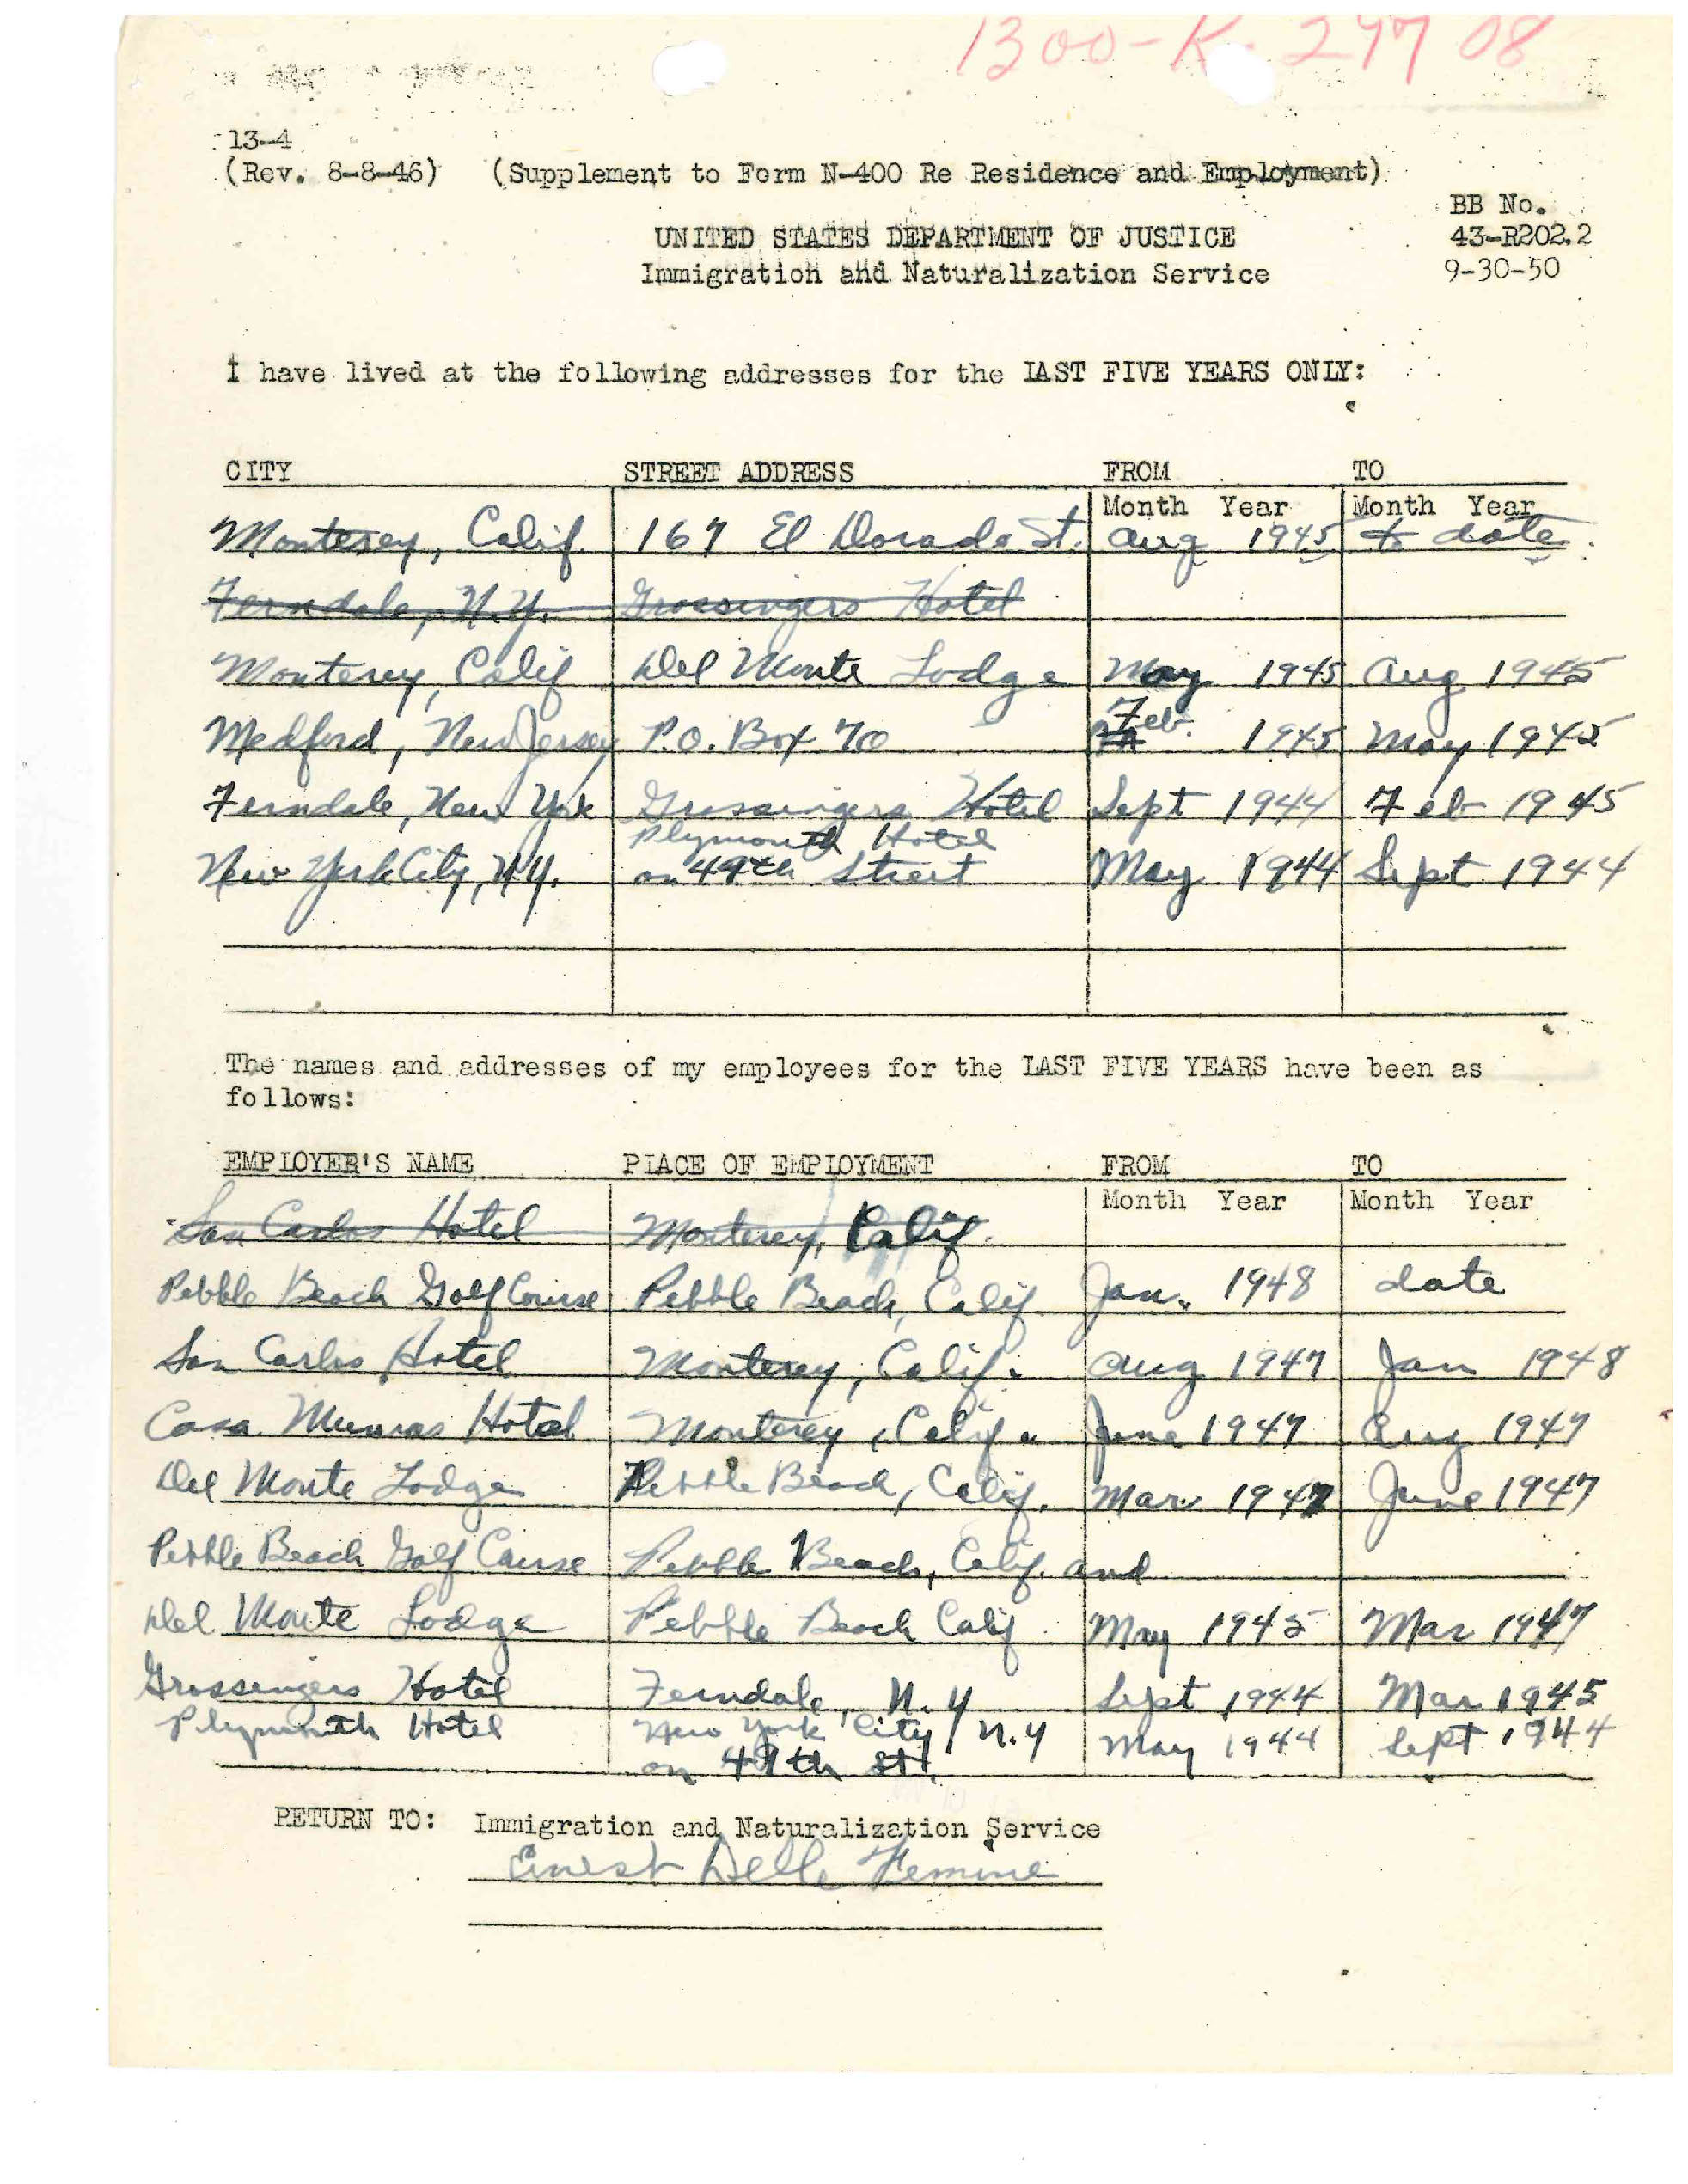 1300-K-29708
13-4
(Rev. 8-8-46) (Supplement to Form N-400 Re Residence and Employment)
BB No.
UNITED STATES DEPARTMENT OF JUSTICE 43-R202.2
Immigration and Naturalization Service 9-30-50
I have lived at the following addresses for the LAST FIVE YEARS ONLY:
CITY STREET ADDRESS FROM TO
Month Year Month Year
Monterey, Calif. 167 El Dorado St. Aug 1945 to date.
Ferndale, N.Y. Grossingers Hotel
Monterey, Calif Del Monte Lodge May 1945 Aug 1945
Medford, New Jersey P.O. Box 70 Feb. 1945 May 1945
Ferndale, New York Grossingers Hotel Sept 1944 Feb 1945
Plymouth Hotel
New York City, N.Y. on 49th Street May 1944 Sept 1944
The names and addresses of my employees for the LAST FIVE YEARS have been as
follows:
EMPLOYER'S NAME PLACE OF EMPLOYMENT FROM TO
Month Year Month Year
San Carlos Hotel Monterey, Calif.
Pebble Beach Golf Course Pebble Beach, Calif. Jan. 1948 date
San Carlos Hotel Monterey, Calif. Aug 1947 Jan 1948
Casa Munras Hotel Monterey, Calif. June 1947 Aug 1947
Del Monte Lodge Pebble Beach, Calif. Mar 1947 June 1947
Pebble Beach Golf Course Pebble Beach, Calif. and
Del Monte Lodge Pebble Beach Calif May 1945 Mar 1947
Grossingers Hotel Ferndale, N.Y Sept 1944 Mar 1945
Plymouth Hotel New York City, N.Y May 1944 Sept 1944
on 49th St.
RETURN TO: Immigration and Naturalization Service
Ernest Delle Femine